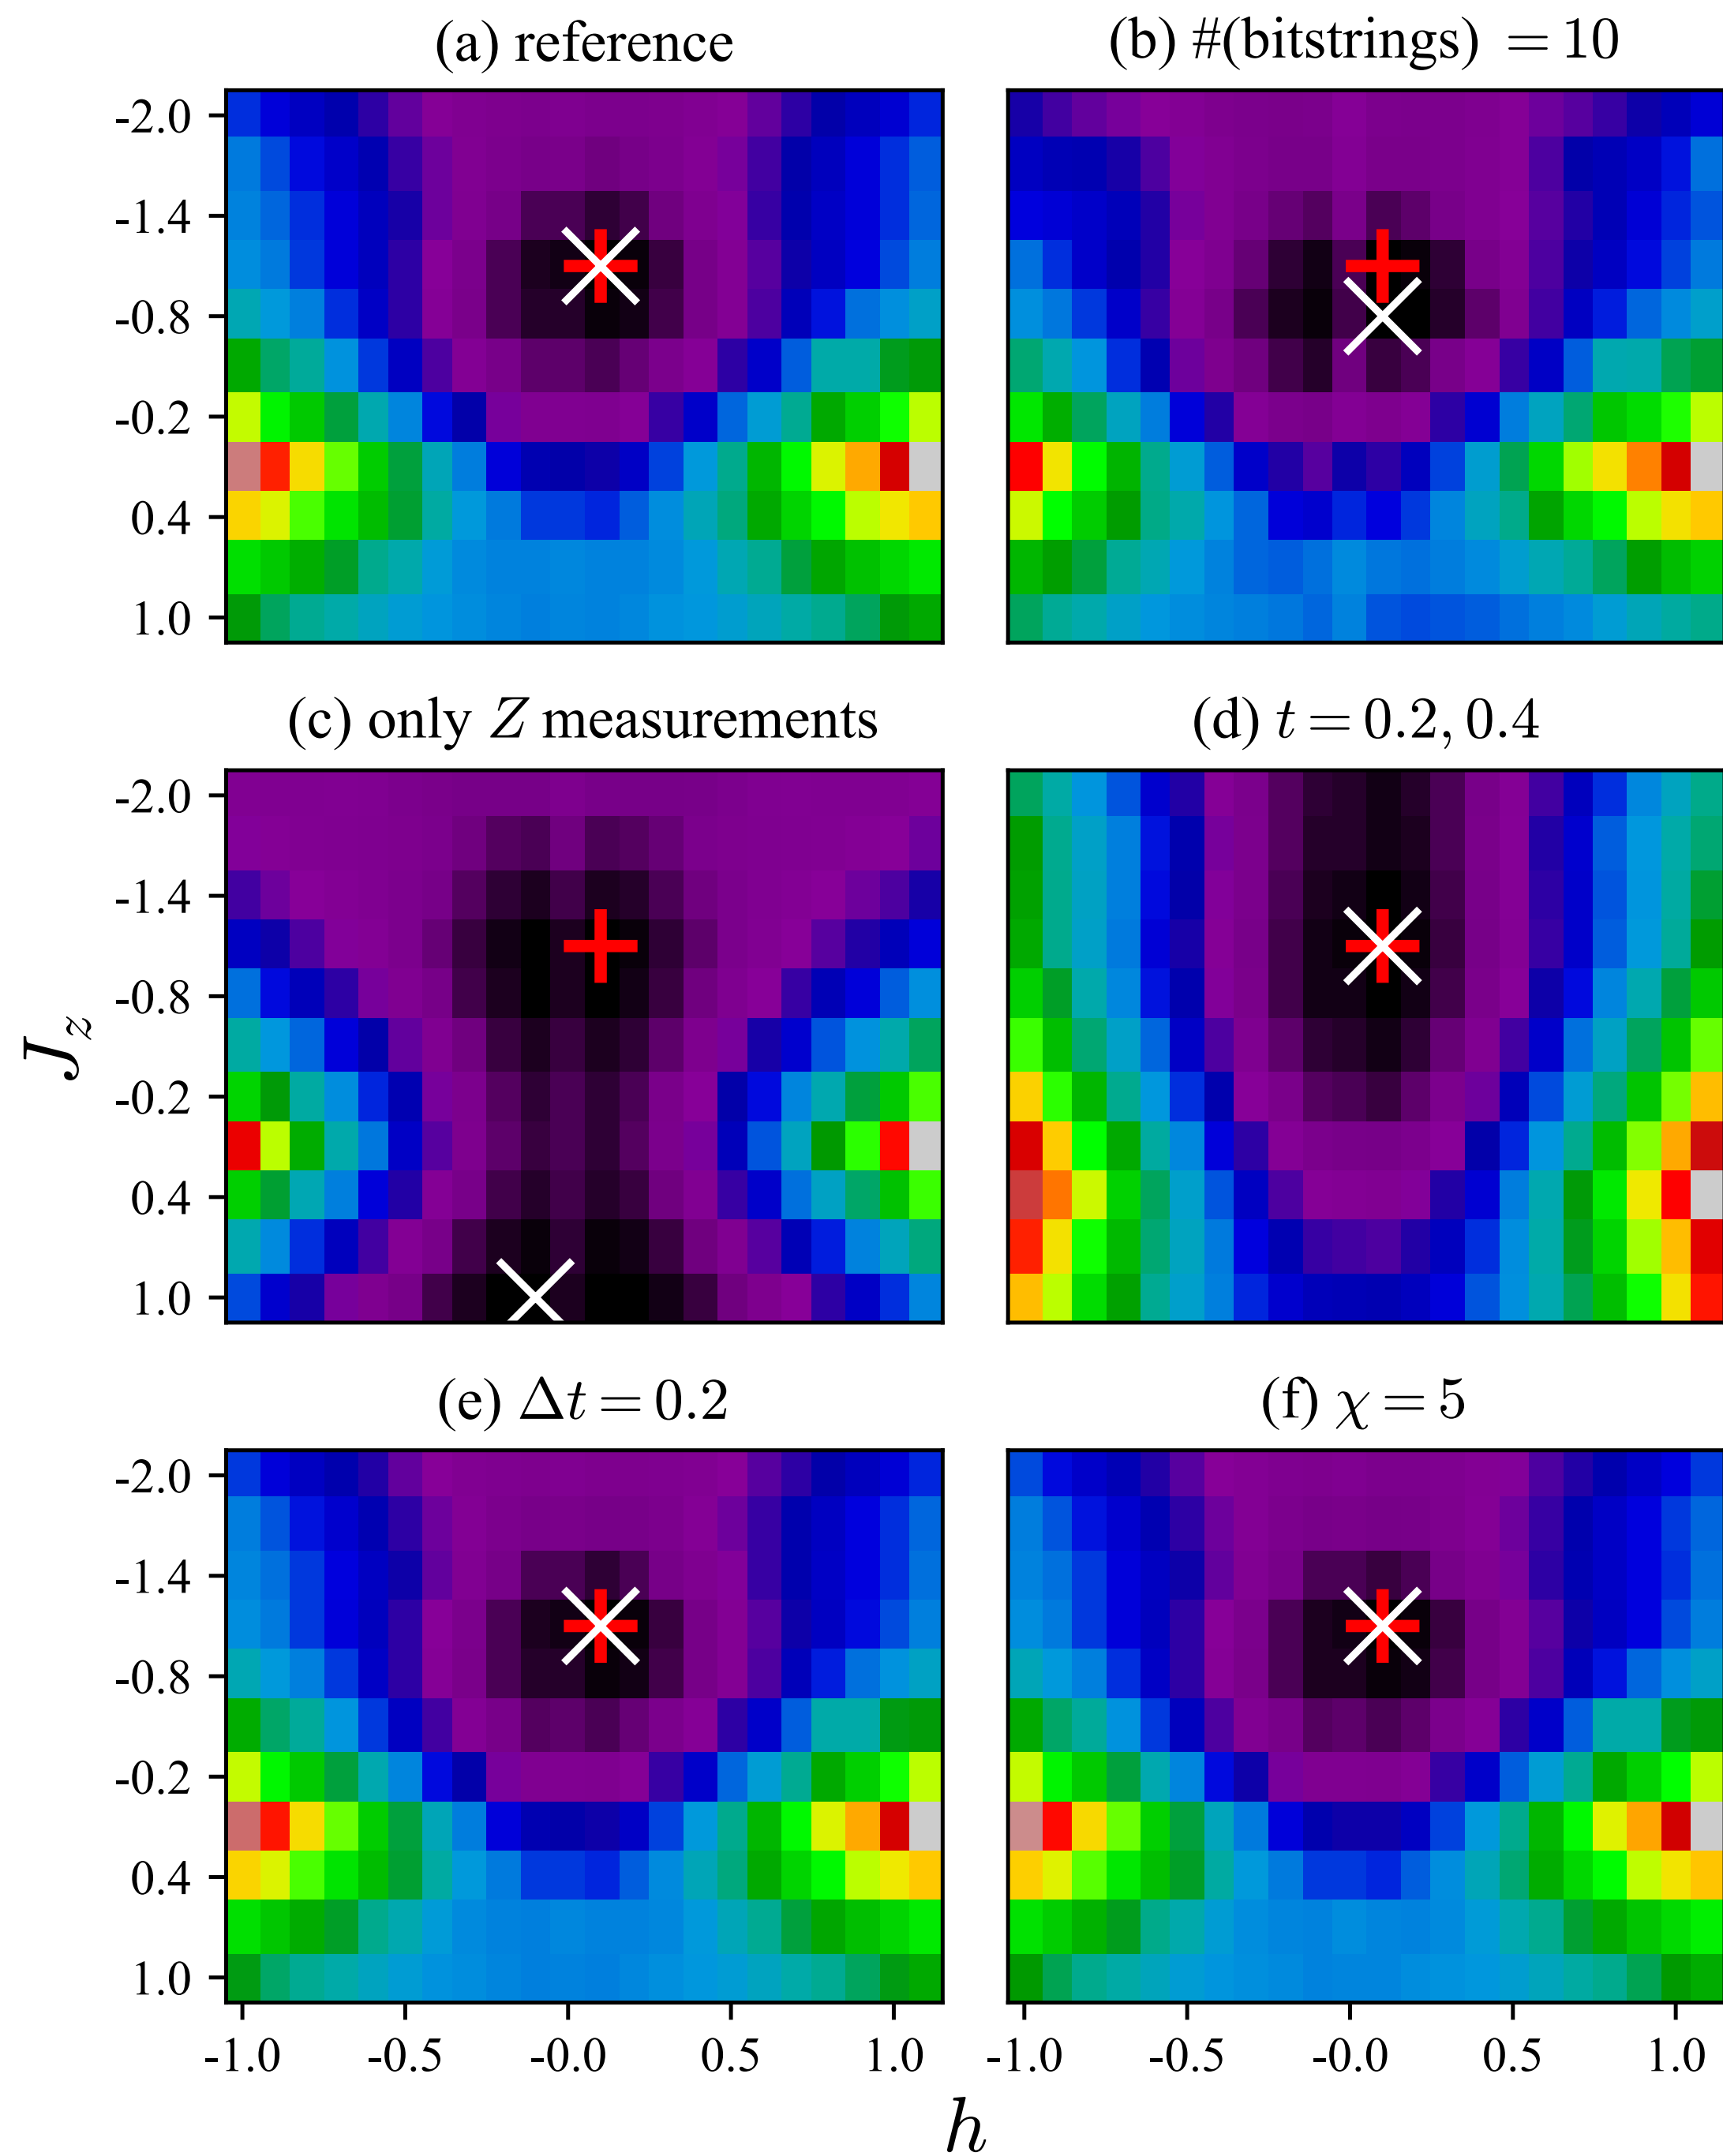 (a) reference
(b) #(bitstrings) = 10
-2.0
-1.4
-0.8
-0.2
0.4
1.0
(c) only Z measurements
(d) t = 0.2, 0.4
-2.0
-1.4
-0.8
-0.2
0.4
1.0
J_z
(e) Δt = 0.2
(f) χ = 5
-2.0
-1.4
-0.8
-0.2
0.4
1.0
-1.0 -0.5 -0.0 0.5 1.0
-1.0 -0.5 -0.0 0.5 1.0
h